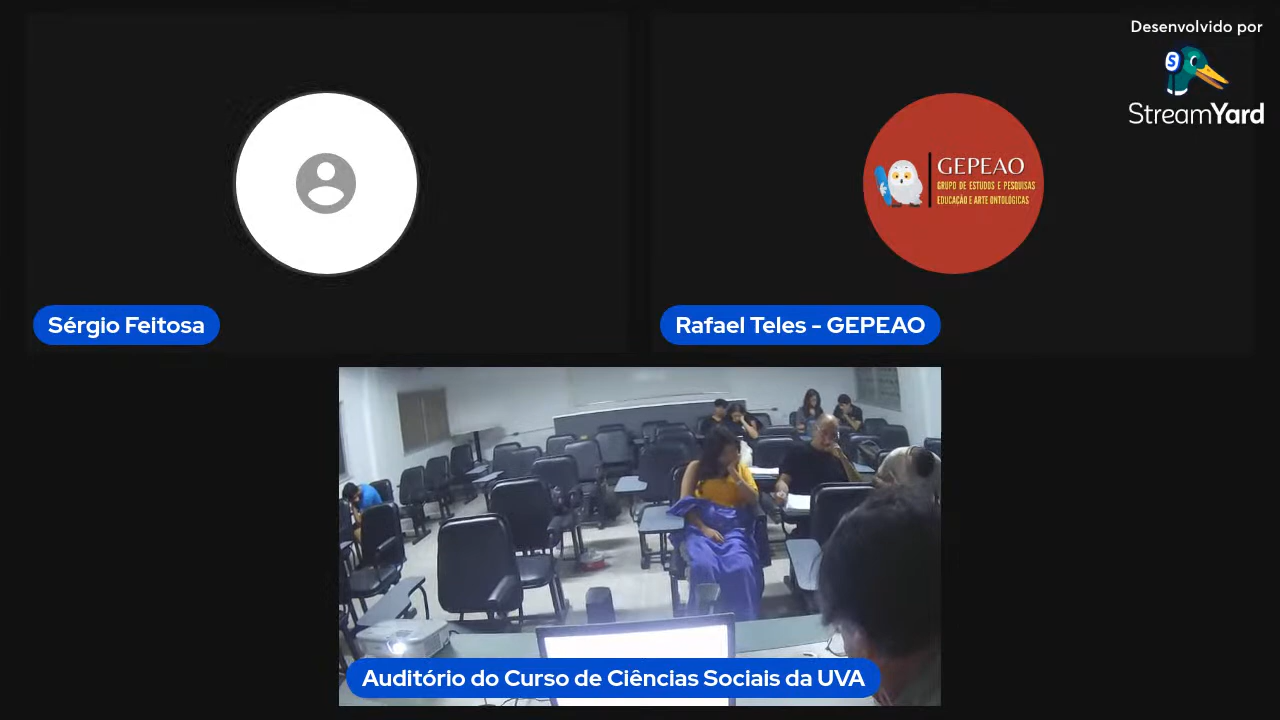 Desenvolvido por
S
StreamYard
GEPEAO
GRUPO DE ESTUDOS E PESQUISAS
EDUCAÇÃO E ARTE ONTOLÓGICAS
Sérgio Feitosa
Rafael Teles - GEPEAO
Auditório do Curso de Ciências Sociais da UVA